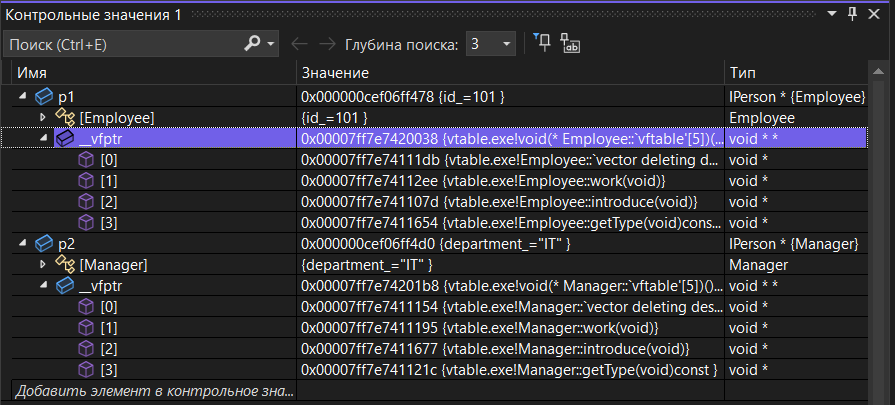 Контрольные значения 1
Поиск (Ctrl+E) Глубина поиска: 3
Имя Значение Тип
p1 0x000000cef06ff478 {id_=101 } IPerson * {Employee}
[Employee] {id_=101 } Employee
__vfptr 0x00007ff7e7420038 {vtable.exe!void(* Employee::`vftable'[5])(... void * *
[0] 0x00007ff7e74111db {vtable.exe!Employee::`vector deleting d... void *
[1] 0x00007ff7e74112ee {vtable.exe!Employee::work(void)} void *
[2] 0x00007ff7e741107d {vtable.exe!Employee::introduce(void)} void *
[3] 0x00007ff7e7411654 {vtable.exe!Employee::getType(void)cons... void *
p2 0x000000cef06ff4d0 {department_="IT" } IPerson * {Manager}
[Manager] {department_="IT" } Manager
__vfptr 0x00007ff7e74201b8 {vtable.exe!void(* Manager::`vftable'[5])()... void * *
[0] 0x00007ff7e7411154 {vtable.exe!Manager::`vector deleting des... void *
[1] 0x00007ff7e7411195 {vtable.exe!Manager::work(void)} void *
[2] 0x00007ff7e7411677 {vtable.exe!Manager::introduce(void)} void *
[3] 0x00007ff7e741121c {vtable.exe!Manager::getType(void)const } void *
Добавить элемент в контрольное зна...